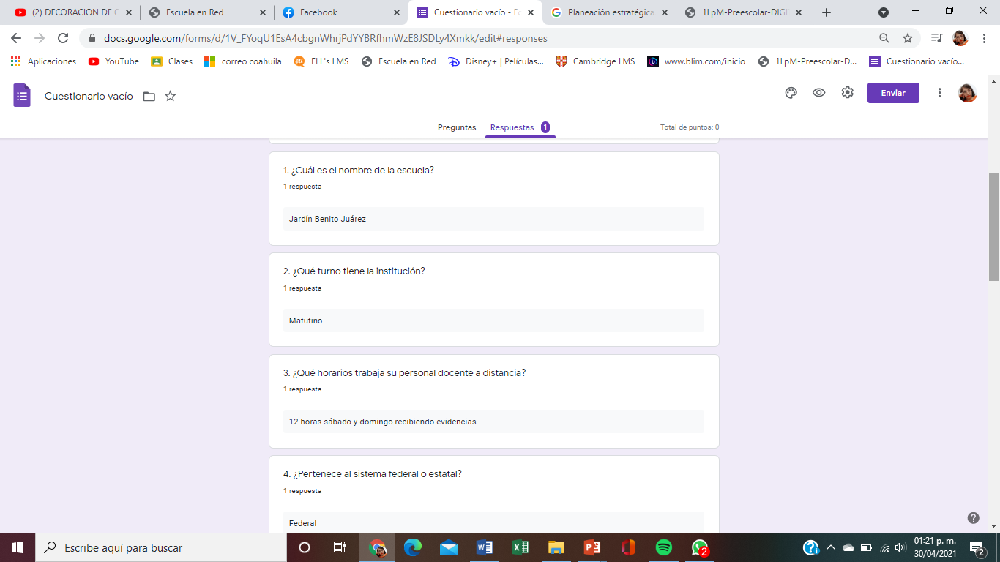 (2) DECORACION DE C
Escuela en Red
Facebook
Cuestionario vacío - Fo
Planeación estratégica
1LpM-Preescolar-DIGI
docs.google.com/forms/d/1V_FYoqU1EsA4cbgnWhrjPdYYBRfhmWzE8JSDLy4Xmkk/edit#responses
Aplicaciones
YouTube
Clases
correo coahuila
ELL's LMS
Escuela en Red
Disney+ | Películas...
Cambridge LMS
www.blim.com/inicio
1LpM-Preescolar-D...
Cuestionario vacío...
Cuestionario vacío
Enviar
Preguntas
Respuestas 1
Total de puntos: 0
1. ¿Cuál es el nombre de la escuela?
1 respuesta
Jardín Benito Juárez
2. ¿Qué turno tiene la institución?
1 respuesta
Matutino
3. ¿Qué horarios trabaja su personal docente a distancia?
1 respuesta
12 horas sábado y domingo recibiendo evidencias
4. ¿Pertenece al sistema federal o estatal?
1 respuesta
Federal
Escribe aquí para buscar
2
01:21 p. m.
30/04/2021
2